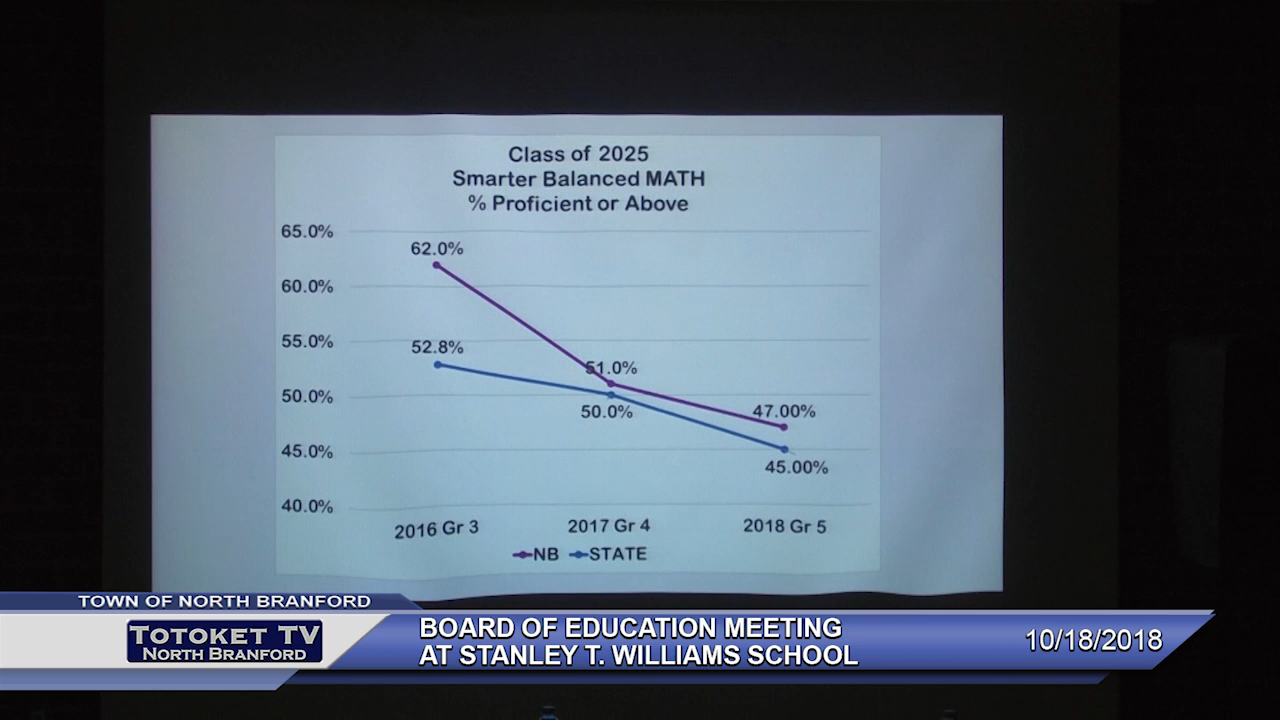 Class of 2025
Smarter Balanced MATH
% Proficient or Above
65.0%
60.0%
55.0%
50.0%
45.0%
40.0%
62.0%
52.8%
51.0%
50.0%
47.00%
45.00%
2016 Gr 3 2017 Gr 4 2018 Gr 5
NB STATE
TOWN OF NORTH BRANFORD
TOTOKET TV
NORTH BRANFORD
BOARD OF EDUCATION MEETING
AT STANLEY T. WILLIAMS SCHOOL
10/18/2018